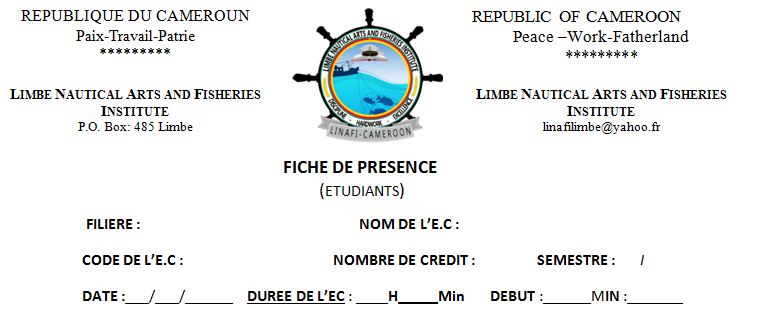 REPUBLIQUE DU CAMEROUN
Paix-Travail-Patrie
*********
LIMBE NAUTICAL ARTS AND FISHERIES
INSTITUTE
P.O. Box: 485 Limbe
LIMBE NAUTICAL ARTS AND FISHERIES INSTITUTE
DISCIPLINE - HARDWORK - EXCELLENCE
LINAFI-CAMEROON
REPUBLIC OF CAMEROON
Peace –Work-Fatherland
*********
LIMBE NAUTICAL ARTS AND FISHERIES
INSTITUTE
linafilimbe@yahoo.fr
FICHE DE PRESENCE
(ETUDIANTS)
FILIERE : NOM DE L’E.C :
CODE DE L’E.C : NOMBRE DE CREDIT : SEMESTRE : /
DATE :___/___/______ DUREE DE L’EC : ____H_____Min DEBUT :______MIN :_______